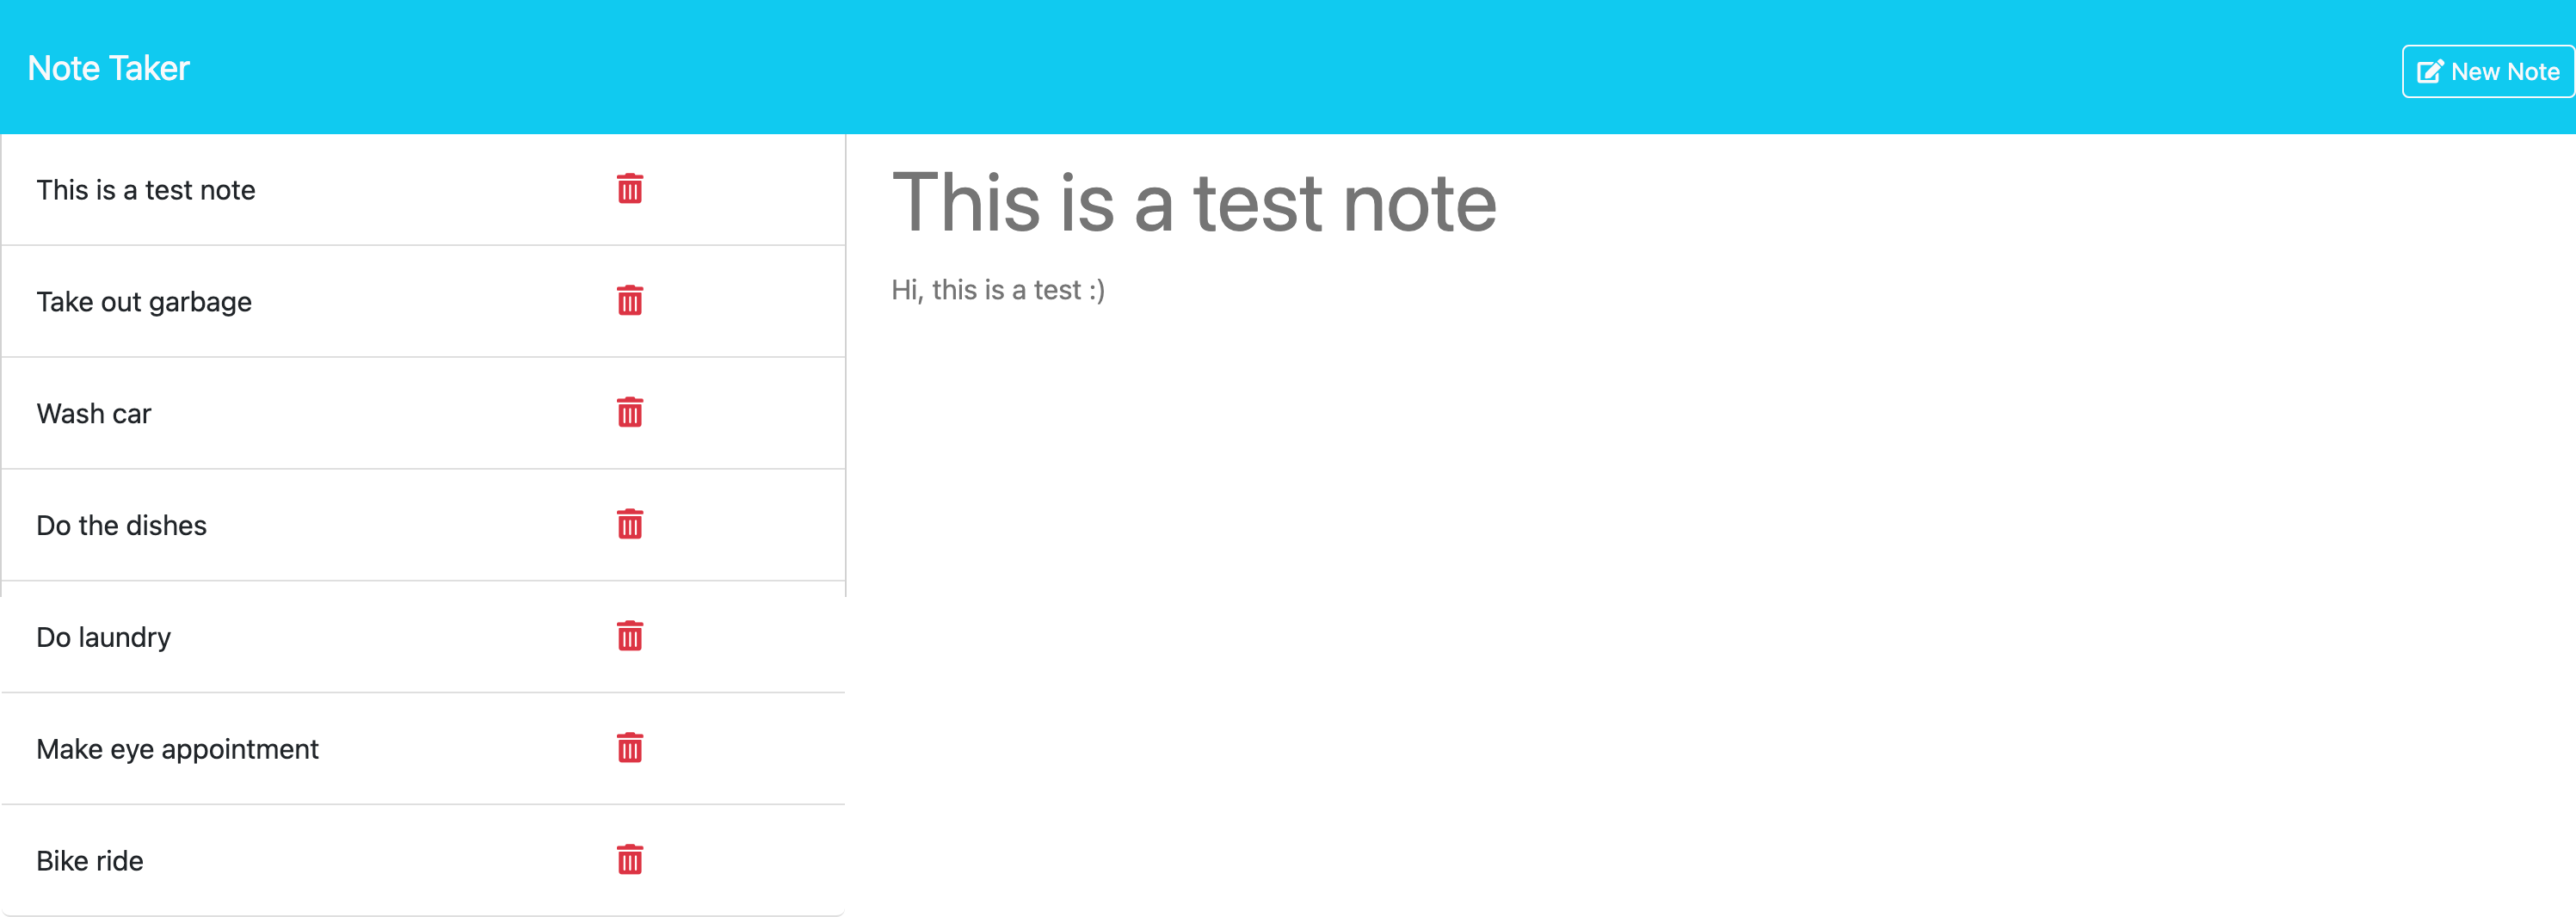 Note Taker
New Note
This is a test note
Take out garbage
Wash car
Do the dishes
Do laundry
Make eye appointment
Bike ride
This is a test note
Hi, this is a test :)